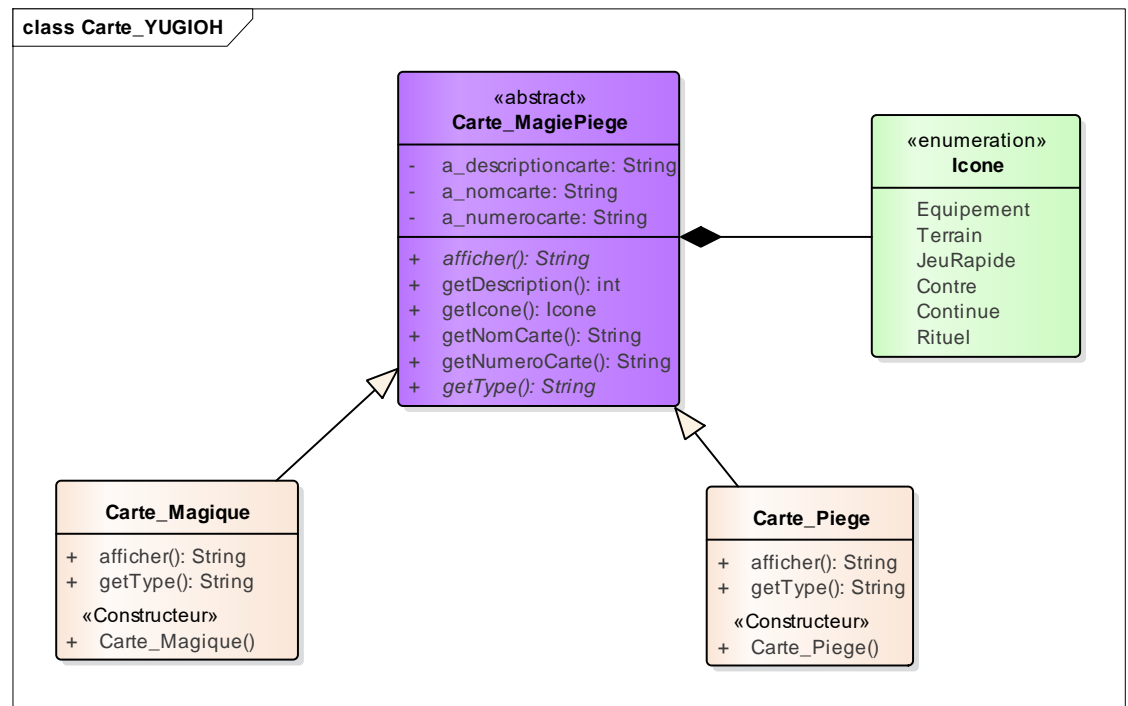 class Carte_YUGIOH
«abstract»
Carte_MagiePiege
- a_descriptioncarte: String
- a_nomcarte: String
- a_numerocarte: String
+ afficher(): String
+ getDescription(): int
+ getIcone(): Icone
+ getNomCarte(): String
+ getNumeroCarte(): String
+ getType(): String
«enumeration»
Icone
Equipement
Terrain
JeuRapide
Contre
Continue
Rituel
Carte_Magique
+ afficher(): String
+ getType(): String
«Constructeur»
+ Carte_Magique()
Carte_Piege
+ afficher(): String
+ getType(): String
«Constructeur»
+ Carte_Piege()